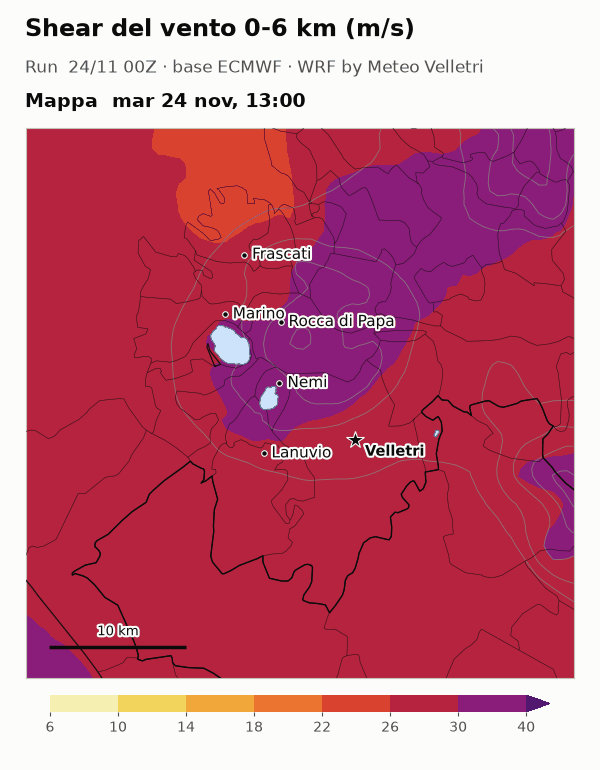 Shear del vento 0-6 km (m/s)
Run  24/11 00Z · base ECMWF · WRF by Meteo Velletri
Mappa  mar 24 nov, 13:00
Frascati
Marino
Rocca di Papa
Nemi
Velletri
Lanuvio
10 km
6 10 14 18 22 26 30 40